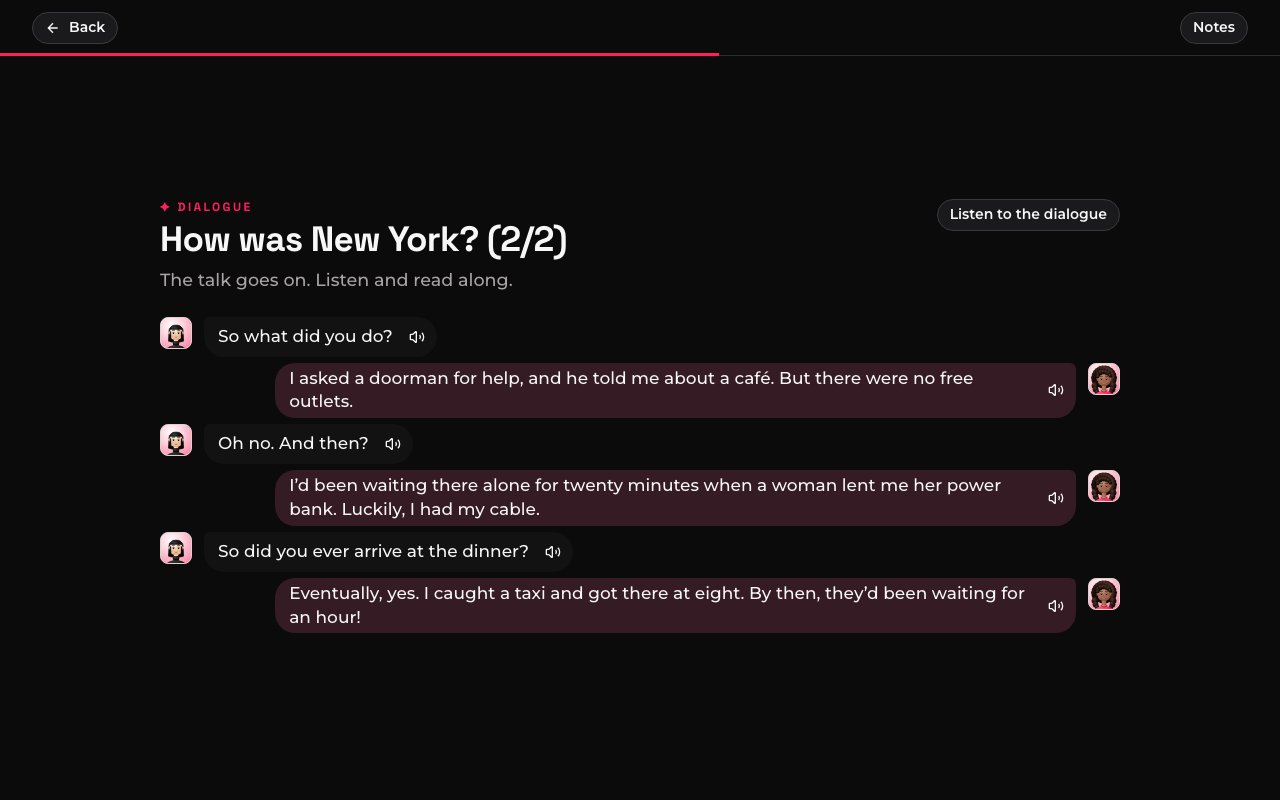 Back
Notes
DIALOGUE
How was New York? (2/2)
Listen to the dialogue
The talk goes on. Listen and read along.
So what did you do?
I asked a doorman for help, and he told me about a café. But there were no free
outlets.
Oh no. And then?
I’d been waiting there alone for twenty minutes when a woman lent me her power
bank. Luckily, I had my cable.
So did you ever arrive at the dinner?
Eventually, yes. I caught a taxi and got there at eight. By then, they’d been waiting for
an hour!